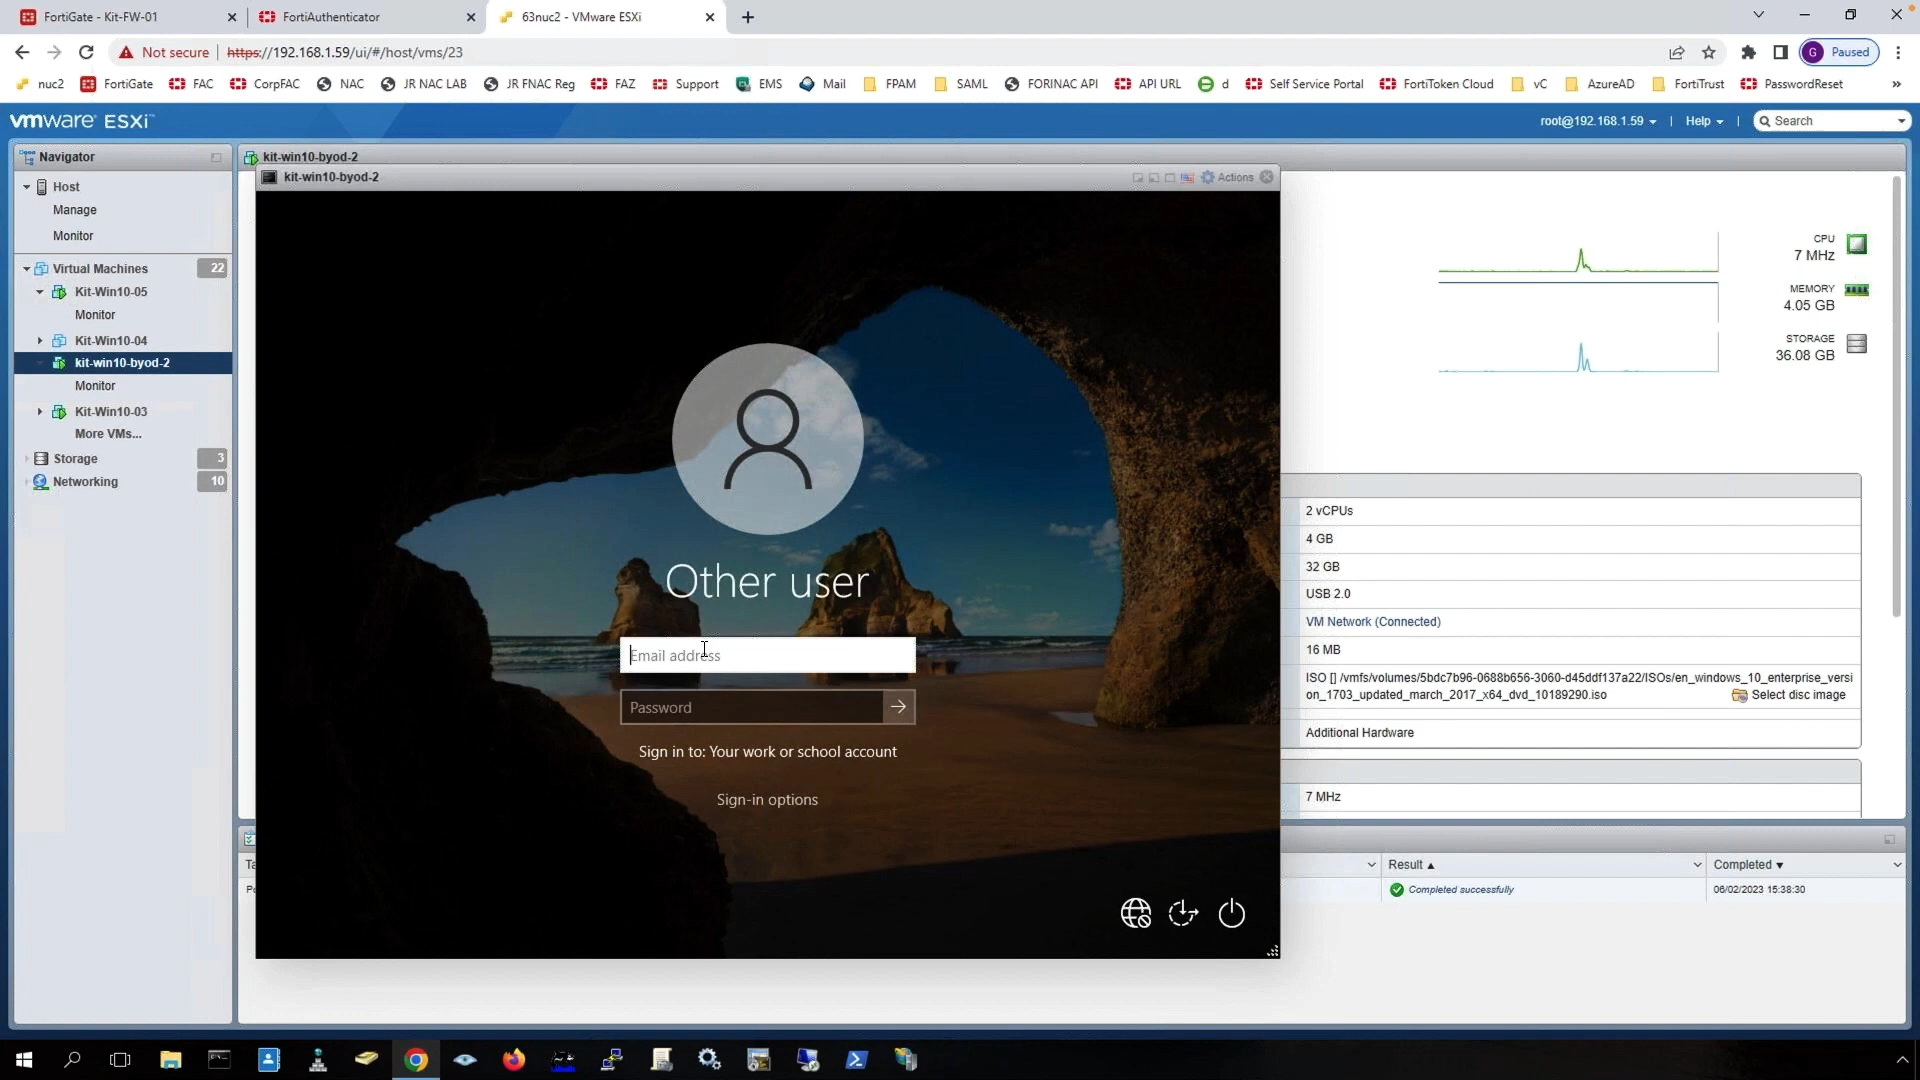 FortiGate - Kit-FW-01
FortiAuthenticator
63nuc2 - VMware ESXi
Not secure
https://192.168.1.59/ui/#/host/vms/23
G Paused
nuc2
FortiGate
FAC
CorpFAC
NAC
JR NAC LAB
JR FNAC Reg
FAZ
Support
EMS
Mail
FPAM
SAML
FORINAC API
API URL
d
Self Service Portal
FortiToken Cloud
vC
AzureAD
FortiTrust
PasswordReset
vmware ESXi
root@192.168.1.59
Help
Search
Navigator
Host
Manage
Monitor
Virtual Machines 22
Kit-Win10-05
Monitor
Kit-Win10-04
kit-win10-byod-2
Monitor
Kit-Win10-03
More VMs...
Storage 3
Networking 10
kit-win10-byod-2
kit-win10-byod-2
Actions
Other user
Email address
Password
Sign in to: Your work or school account
Sign-in options
CPU
7 MHz
MEMORY
4.05 GB
STORAGE
36.08 GB
2 vCPUs
4 GB
32 GB
USB 2.0
VM Network (Connected)
16 MB
ISO [] /vmfs/volumes/5bdc7b96-0688b656-3060-d45ddf137a22/ISOs/en_windows_10_enterprise_versi
on_1703_updated_march_2017_x64_dvd_10189290.iso
Select disc image
Additional Hardware
7 MHz
Result
Completed
Completed successfully
06/02/2023 15:38:30